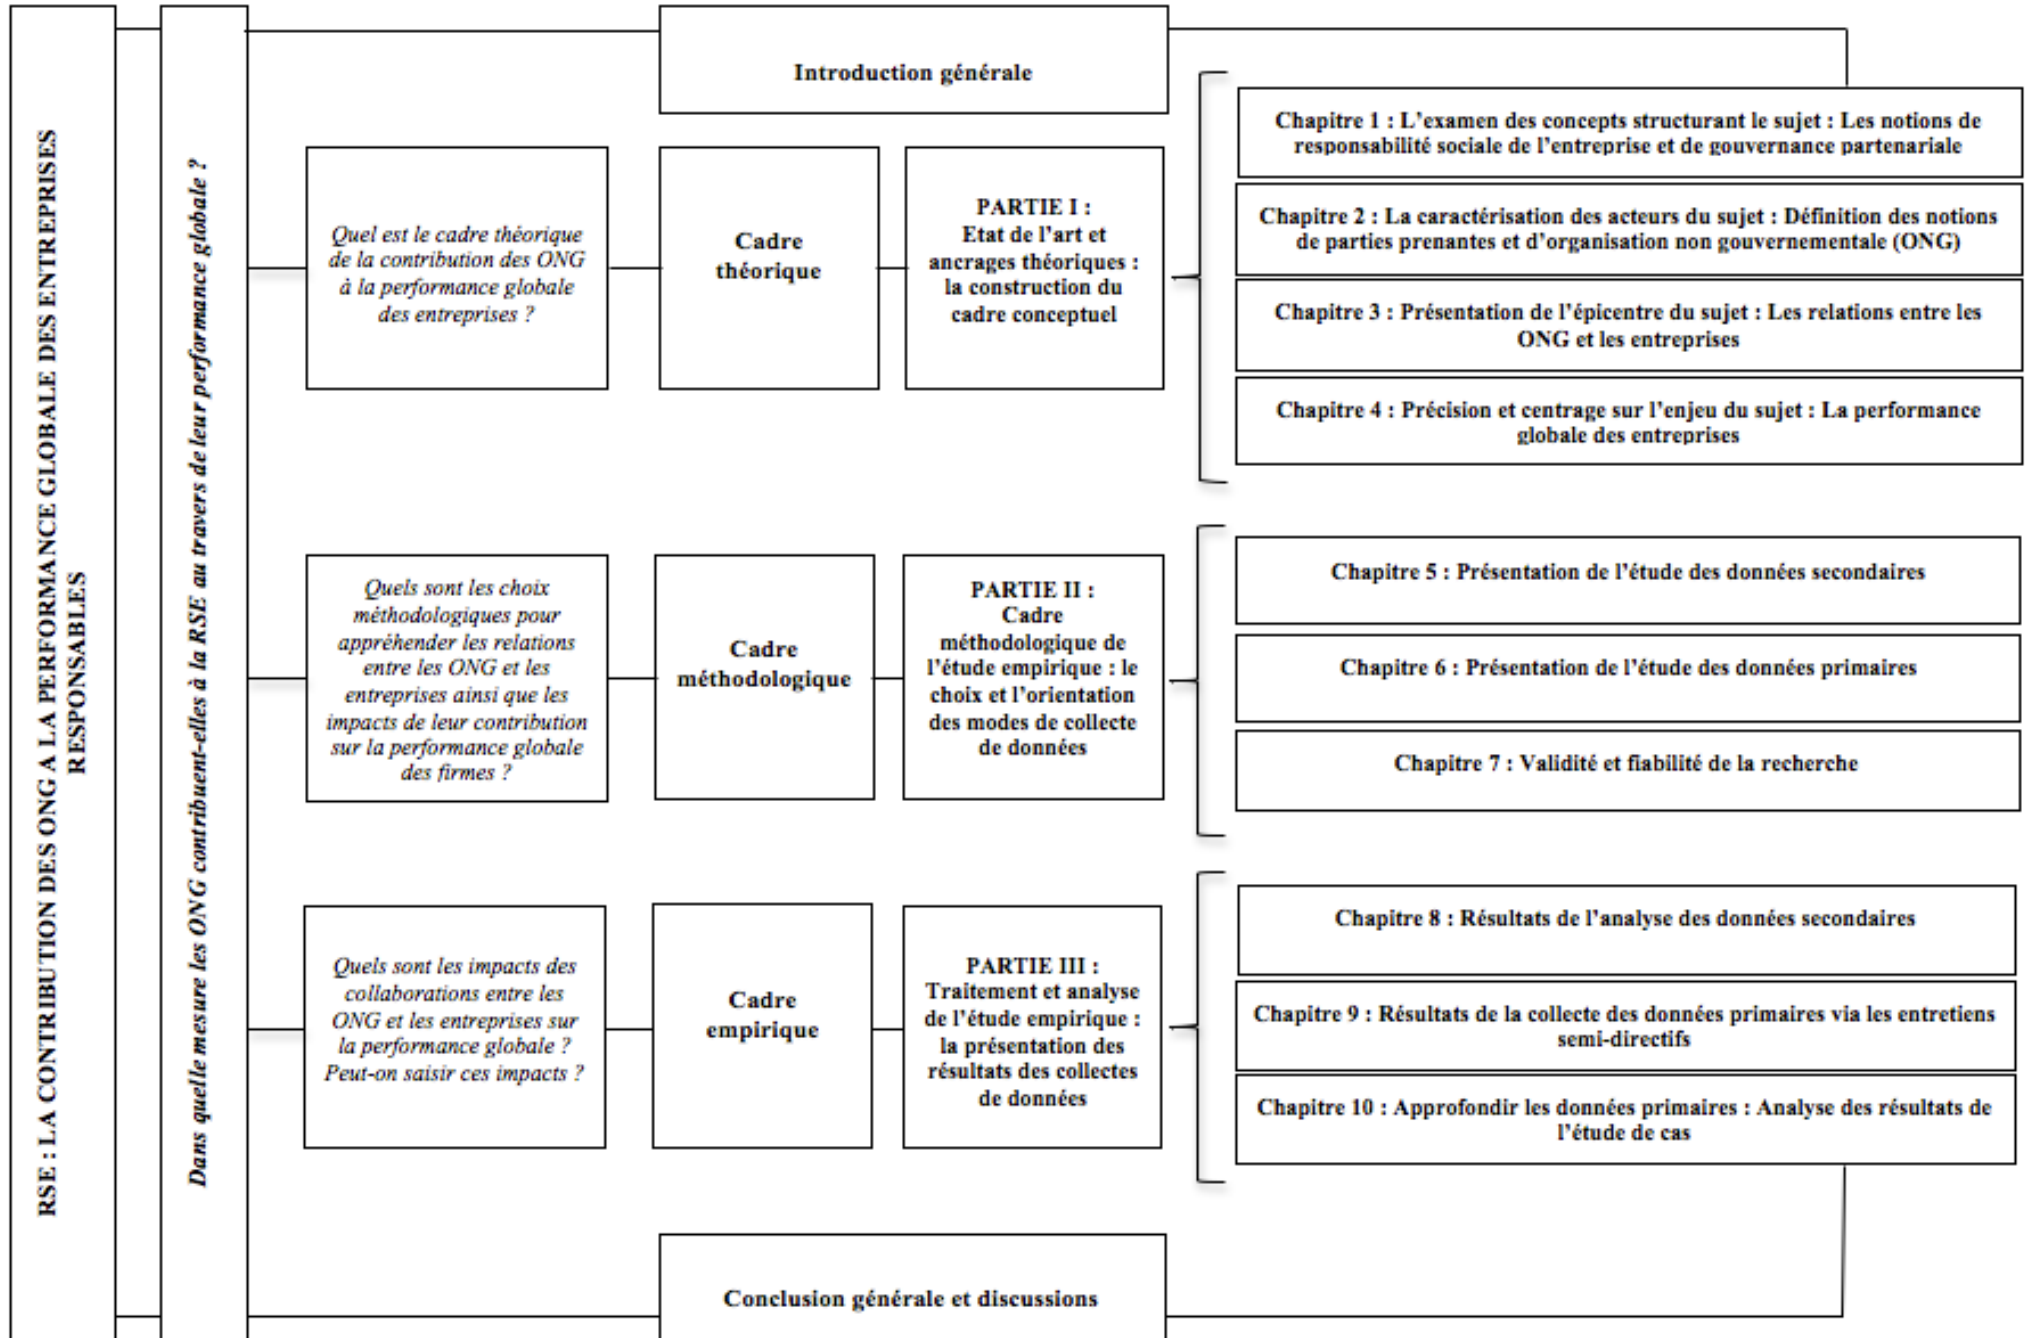 RSE : LA CONTRIBUTION DES ONG A LA PERFORMANCE GLOBALE DES ENTREPRISES
RESPONSABLES
Dans quelle mesure les ONG contribuent-elles à la RSE au travers de leur performance globale ?
Introduction générale
Quel est le cadre théorique
de la contribution des ONG
à la performance globale
des entreprises ?
Cadre
théorique
PARTIE I :
Etat de l’art et
ancrages théoriques :
la construction du
cadre conceptuel
Chapitre 1 : L’examen des concepts structurant le sujet : Les notions de
responsabilité sociale de l’entreprise et de gouvernance partenariale
Chapitre 2 : La caractérisation des acteurs du sujet : Définition des notions
de parties prenantes et d’organisation non gouvernementale (ONG)
Chapitre 3 : Présentation de l’épicentre du sujet : Les relations entre les
ONG et les entreprises
Chapitre 4 : Précision et centrage sur l’enjeu du sujet : La performance
globale des entreprises
Quels sont les choix
méthodologiques pour
appréhender les relations
entre les ONG et les
entreprises ainsi que les
impacts de leur contribution
sur la performance globale
des firmes ?
Cadre
méthodologique
PARTIE II :
Cadre
méthodologique de
l’étude empirique : le
choix et l’orientation
des modes de collecte
de données
Chapitre 5 : Présentation de l’étude des données secondaires
Chapitre 6 : Présentation de l’étude des données primaires
Chapitre 7 : Validité et fiabilité de la recherche
Quels sont les impacts des
collaborations entre les
ONG et les entreprises sur
la performance globale ?
Peut-on saisir ces impacts ?
Cadre
empirique
PARTIE III :
Traitement et analyse
de l’étude empirique :
la présentation des
résultats des collectes
de données
Chapitre 8 : Résultats de l’analyse des données secondaires
Chapitre 9 : Résultats de la collecte des données primaires via les entretiens
semi-directifs
Chapitre 10 : Approfondir les données primaires : Analyse des résultats de
l’étude de cas
Conclusion générale et discussions